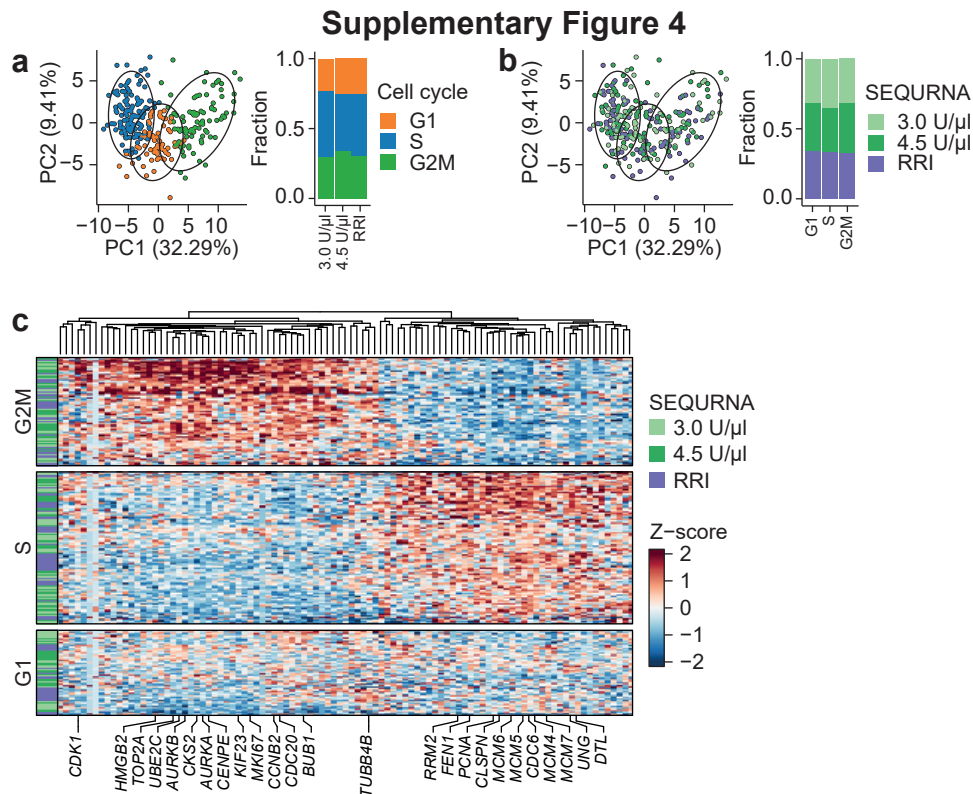 Supplementary Figure 4
a
PC2 (9.41%)
5
0
−5
−10
−5
0
5
10
PC1 (32.29%)
Fraction
1.0
0.5
0.0
3.0 U/µl
4.5 U/µl
RRI
Cell cycle
G1
S
G2M
b
PC2 (9.41%)
5
0
−5
−10
−5
0
5
10
PC1 (32.29%)
Fraction
1.0
0.5
0.0
G1
S
G2M
SEQURNA
3.0 U/µl
4.5 U/µl
RRI
c
G2M
S
G1
SEQURNA
3.0 U/µl
4.5 U/µl
RRI
Z−score
2
1
0
−1
−2
CDK1
HMGB2
TOP2A
UBE2C
AURKB
CKS2
AURKA
CENPE
KIF23
MKI67
CCNB2
CDC20
BUB1
TUBB4B
RRM2
FEN1
PCNA
CLSPN
MCM6
MCM5
CDC6
MCM4
MCM7
UNG
DTL